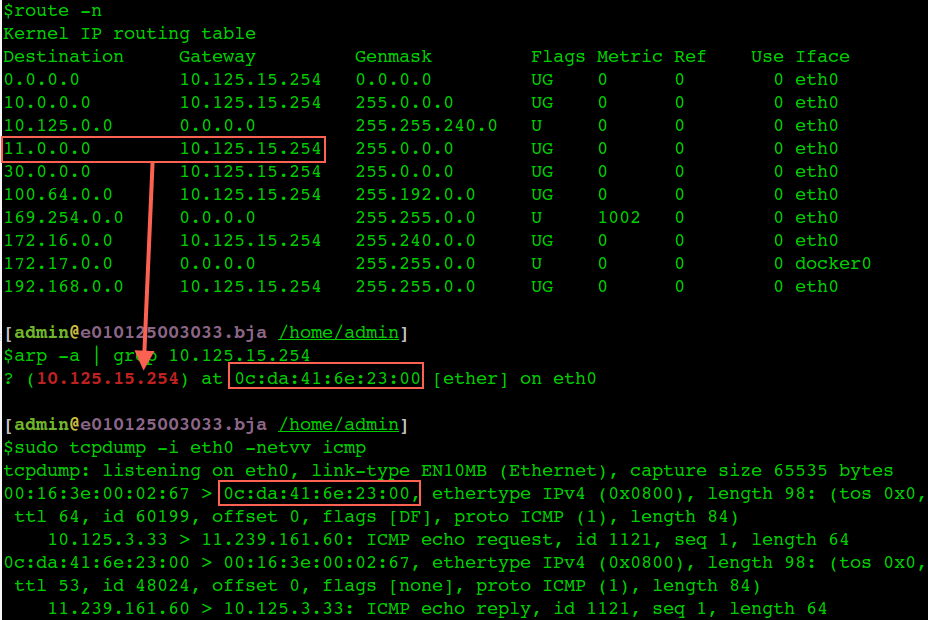 $route -n
Kernel IP routing table
Destination     Gateway         Genmask         Flags Metric Ref    Use Iface
0.0.0.0         10.125.15.254   0.0.0.0         UG    0      0        0 eth0
10.0.0.0        10.125.15.254   255.0.0.0       UG    0      0        0 eth0
10.125.0.0      0.0.0.0         255.255.240.0   U     0      0        0 eth0
11.0.0.0        10.125.15.254   255.0.0.0       UG    0      0        0 eth0
30.0.0.0        10.125.15.254   255.0.0.0       UG    0      0        0 eth0
100.64.0.0      10.125.15.254   255.192.0.0     UG    0      0        0 eth0
169.254.0.0     0.0.0.0         255.255.0.0     U     1002   0        0 eth0
172.16.0.0      10.125.15.254   255.240.0.0     UG    0      0        0 eth0
172.17.0.0      0.0.0.0         255.255.0.0     U     0      0        0 docker0
192.168.0.0     10.125.15.254   255.255.0.0     UG    0      0        0 eth0
[admin@e010125003033.bja /home/admin]
$arp -a | grep 10.125.15.254
? (10.125.15.254) at 0c:da:41:6e:23:00 [ether] on eth0
[admin@e010125003033.bja /home/admin]
$sudo tcpdump -i eth0 -netvv icmp
tcpdump: listening on eth0, link-type EN10MB (Ethernet), capture size 65535 bytes
00:16:3e:00:02:67 > 0c:da:41:6e:23:00, ethertype IPv4 (0x0800), length 98: (tos 0x0,
ttl 64, id 60199, offset 0, flags [DF], proto ICMP (1), length 84)
10.125.3.33 > 11.239.161.60: ICMP echo request, id 1121, seq 1, length 64
0c:da:41:6e:23:00 > 00:16:3e:00:02:67, ethertype IPv4 (0x0800), length 98: (tos 0x0,
ttl 53, id 48024, offset 0, flags [none], proto ICMP (1), length 84)
11.239.161.60 > 10.125.3.33: ICMP echo reply, id 1121, seq 1, length 64